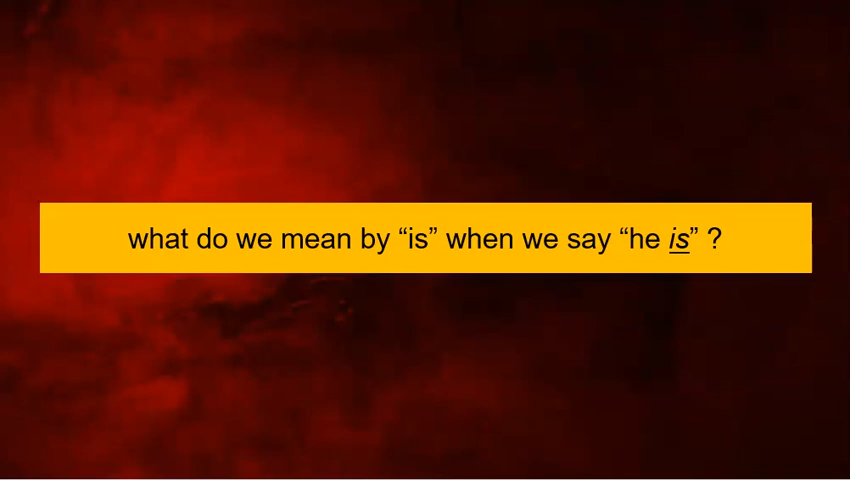 what do we mean by “is” when we say “he is” ?